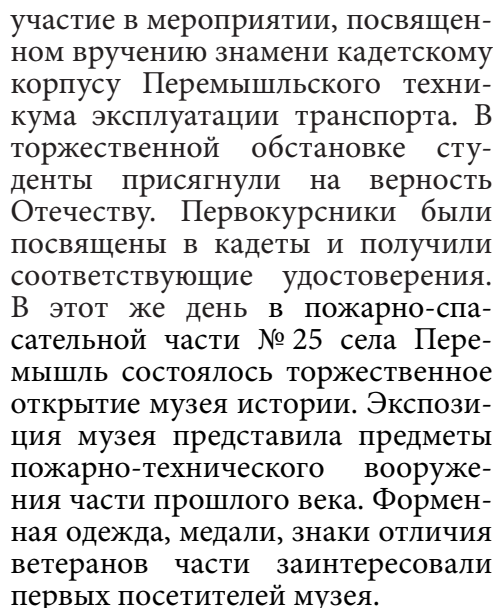 участие в мероприятии, посвящен-
ном вручению знамени кадетскому
корпусу Перемышльского техни-
кума эксплуатации транспорта. В
торжественной обстановке сту-
денты присягнули на верность
Отечеству. Первокурсники были
посвящены в кадеты и получили
соответствующие удостоверения.
В этот же день в пожарно-спа-
сательной части № 25 села Пере-
мышль состоялось торжественное
открытие музея истории. Экспози-
ция музея представила предметы
пожарно-технического вооруже-
ния части прошлого века. Формен-
ная одежда, медали, знаки отличия
ветеранов части заинтересовали
первых посетителей музея.